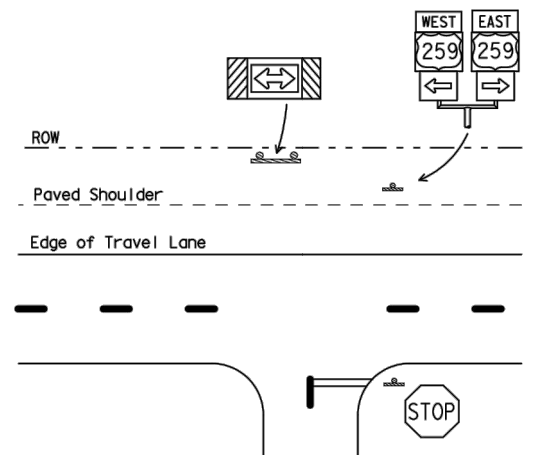 WEST EAST
259 259
ROW
Paved Shoulder
Edge of Travel Lane
STOP